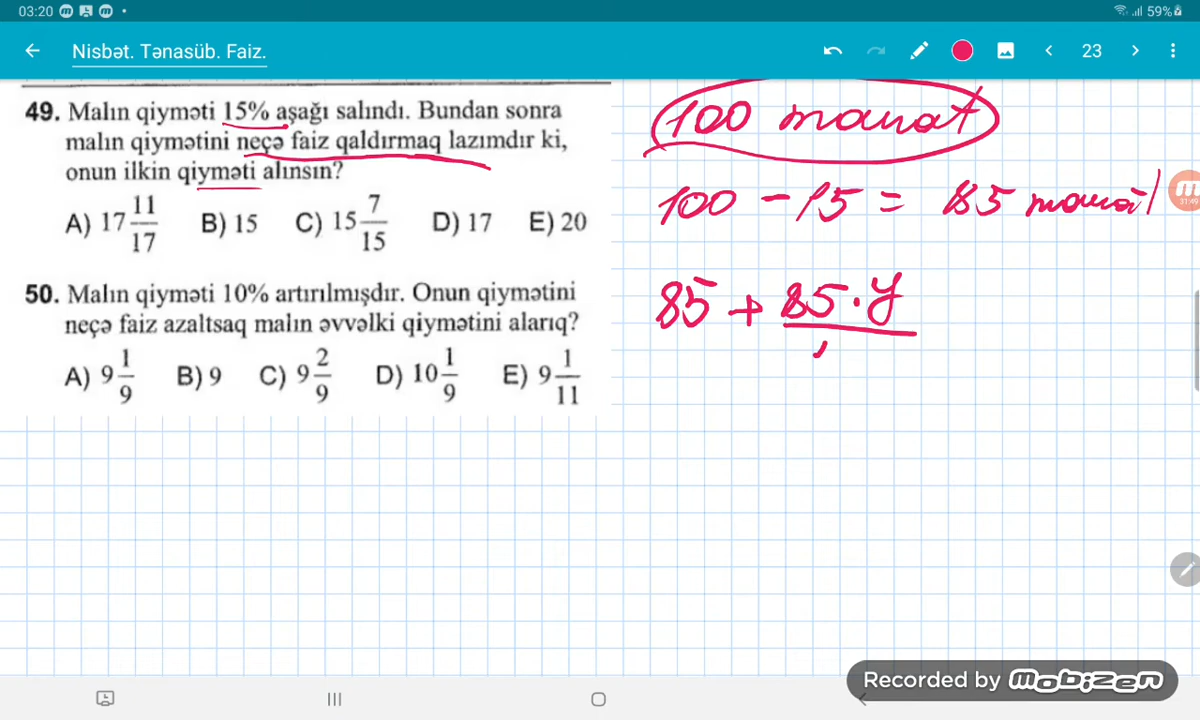 03:20
59%
Nisbət. Tənasüb. Faiz.
23
49. Malın qiyməti 15% aşağı salındı. Bundan sonra
malın qiymətini neçə faiz qaldırmaq lazımdır ki,
onun ilkin qiyməti alınsın?
A) 17 11/17 B) 15 C) 15 7/15 D) 17 E) 20
50. Malın qiyməti 10% artırılmışdır. Onun qiymətini
neçə faiz azaltsaq malın əvvəlki qiymətini alarıq?
A) 9 1/9 B) 9 C) 9 2/9 D) 10 1/9 E) 9 1/11
100 manat
100 - 15 = 85 manat
85 + 85 · y
Recorded by Mobizen